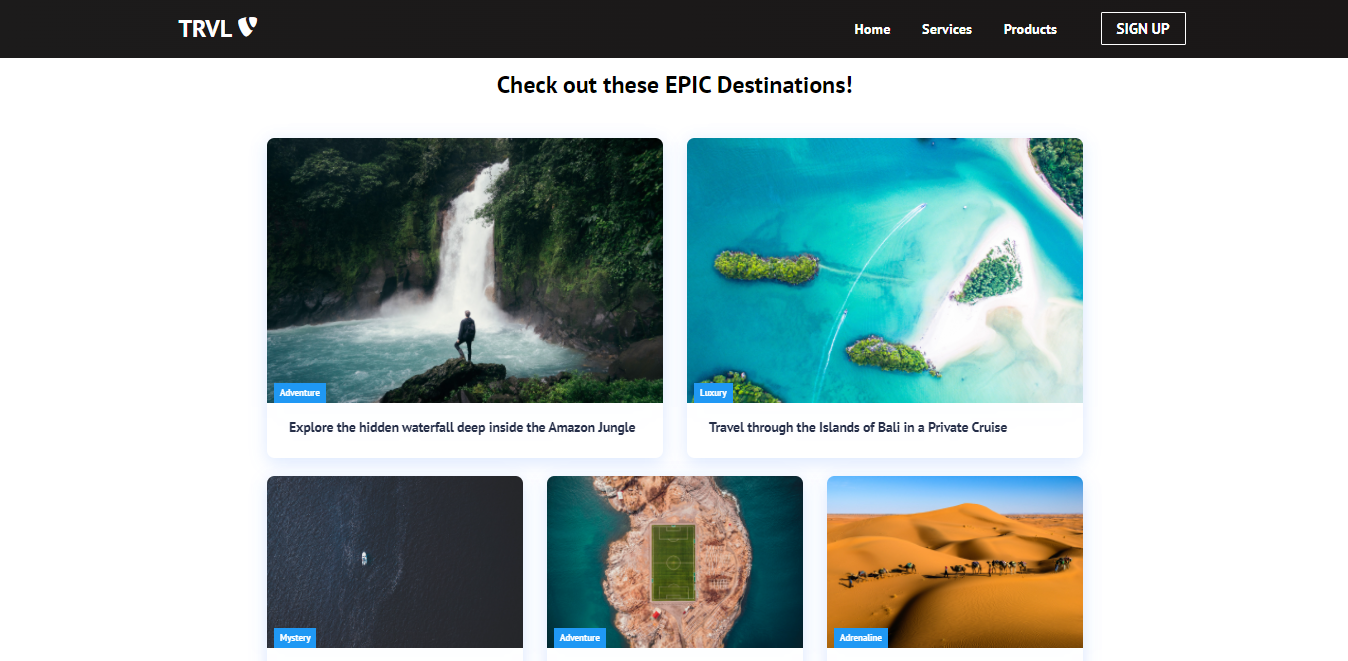 TRVL
Home
Services
Products
SIGN UP
Check out these EPIC Destinations!
Adventure
Luxury
Explore the hidden waterfall deep inside the Amazon Jungle
Travel through the Islands of Bali in a Private Cruise
Mystery
Adventure
Adrenaline